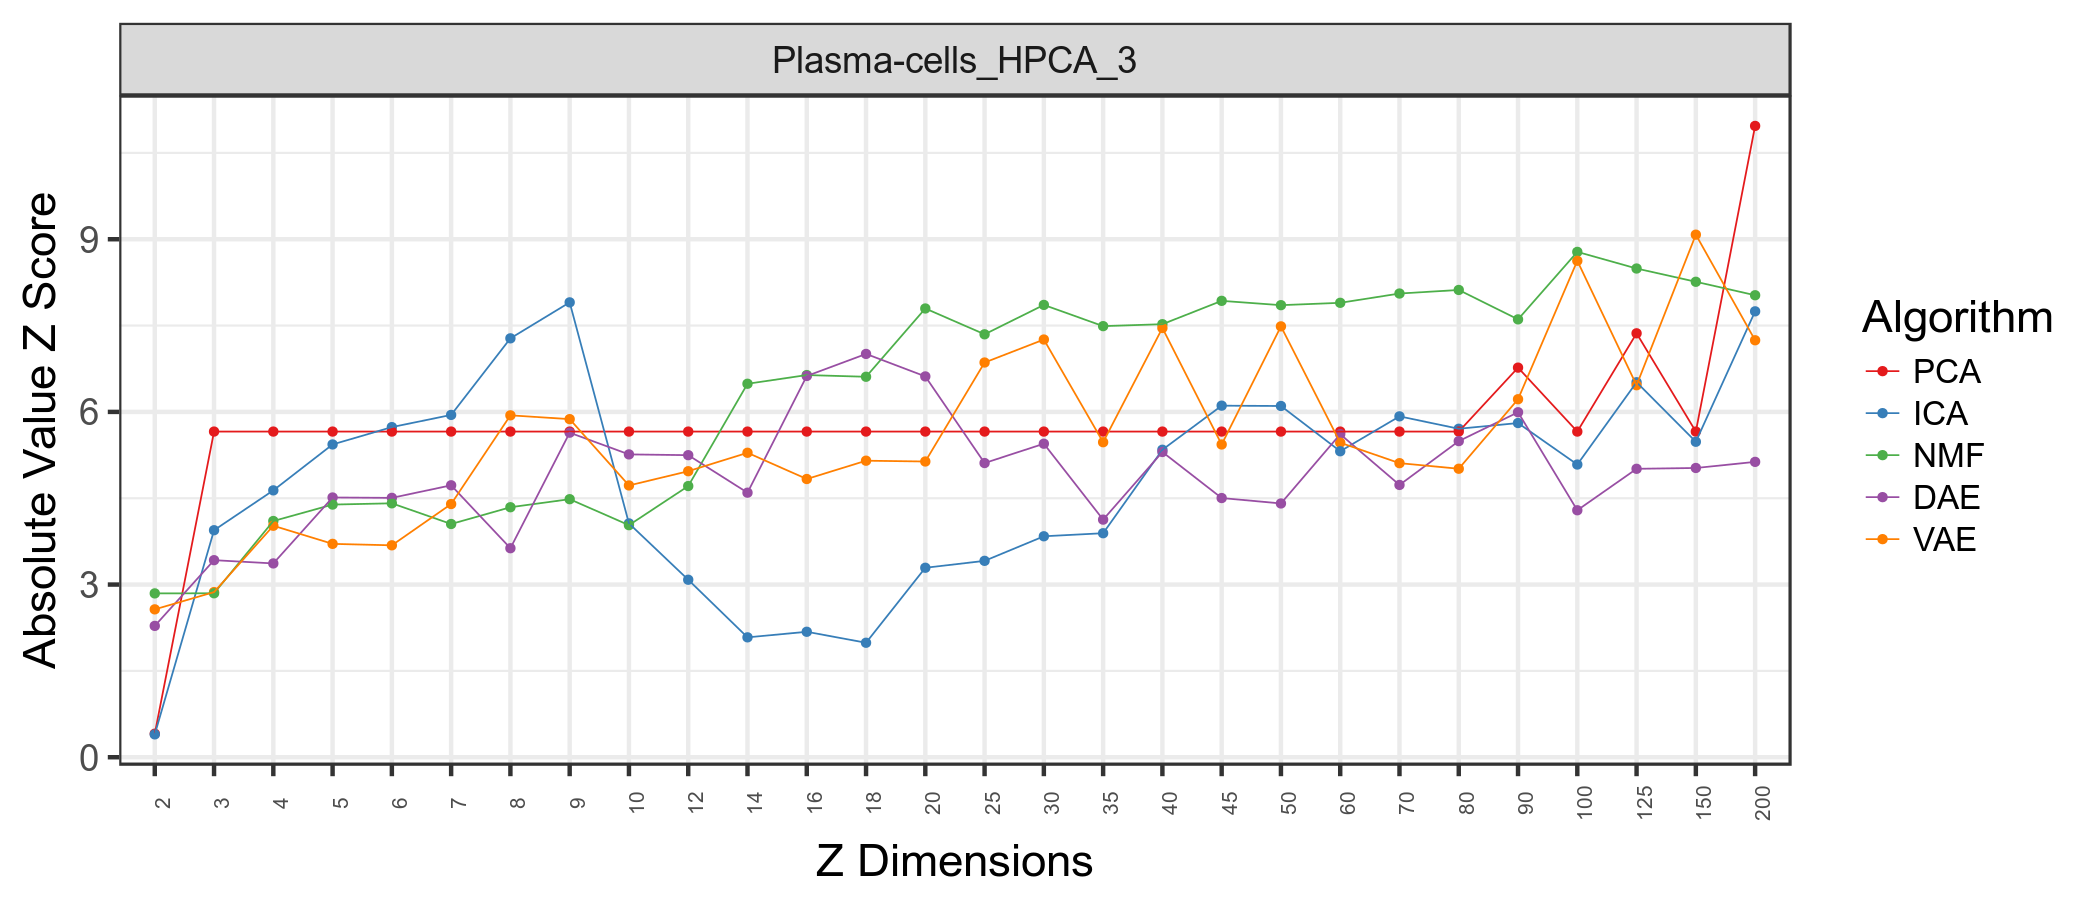 Plasma-cells_HPCA_3
Absolute Value Z Score
9
6
3
0
2 3 4 5 6 7 8 9 10 12 14 16 18 20 25 30 35 40 45 50 60 70 80 90 100 125 150 200
Z Dimensions
Algorithm
PCA
ICA
NMF
DAE
VAE